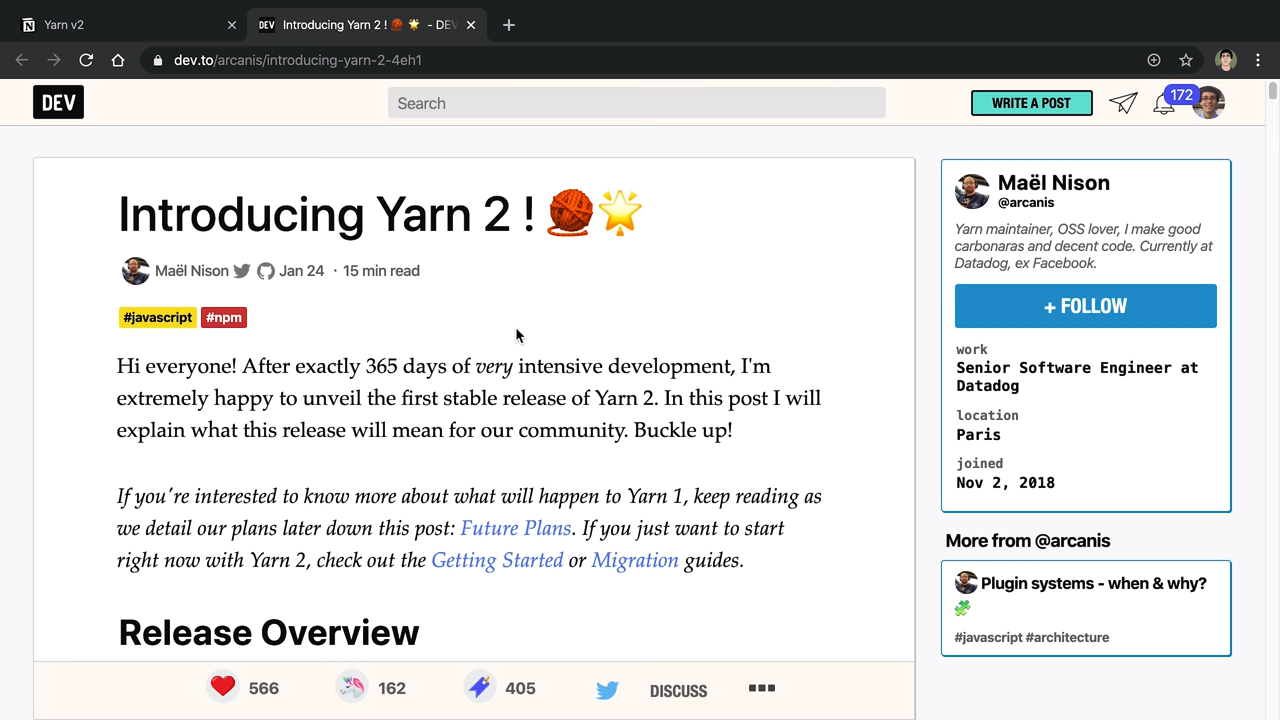 Yarn v2
DEV Introducing Yarn 2 ! 🧶 🌟 - DEV
dev.to/arcanis/introducing-yarn-2-4eh1
DEV
Search
WRITE A POST
172
Introducing Yarn 2 ! 🧶🌟
Maël Nison Jan 24 · 15 min read
#javascript #npm
Hi everyone! After exactly 365 days of very intensive development, I'm
extremely happy to unveil the first stable release of Yarn 2. In this post I will
explain what this release will mean for our community. Buckle up!
If you're interested to know more about what will happen to Yarn 1, keep reading as
we detail our plans later down this post: Future Plans. If you just want to start
right now with Yarn 2, check out the Getting Started or Migration guides.
Release Overview
566 162 405 DISCUSS
Maël Nison
@arcanis
Yarn maintainer, OSS lover, I make good
carbonaras and decent code. Currently at
Datadog, ex Facebook.
+ FOLLOW
work
Senior Software Engineer at
Datadog
location
Paris
joined
Nov 2, 2018
More from @arcanis
Plugin systems - when & why?
🧩
#javascript #architecture